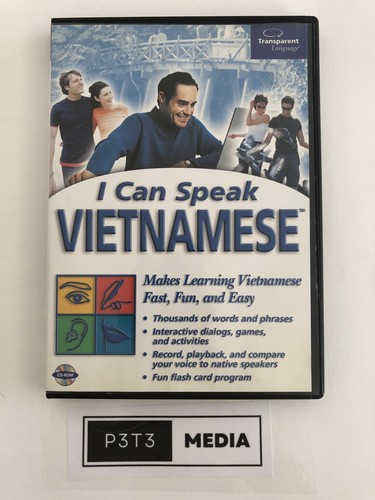 Transparent
Language®
I Can Speak
VIETNAMESE™
Makes Learning Vietnamese
Fast, Fun, and Easy
• Thousands of words and phrases
• Interactive dialogs, games,
and activities
• Record, playback, and compare
your voice to native speakers
• Fun flash card program
CD-ROM
P3T3 MEDIA